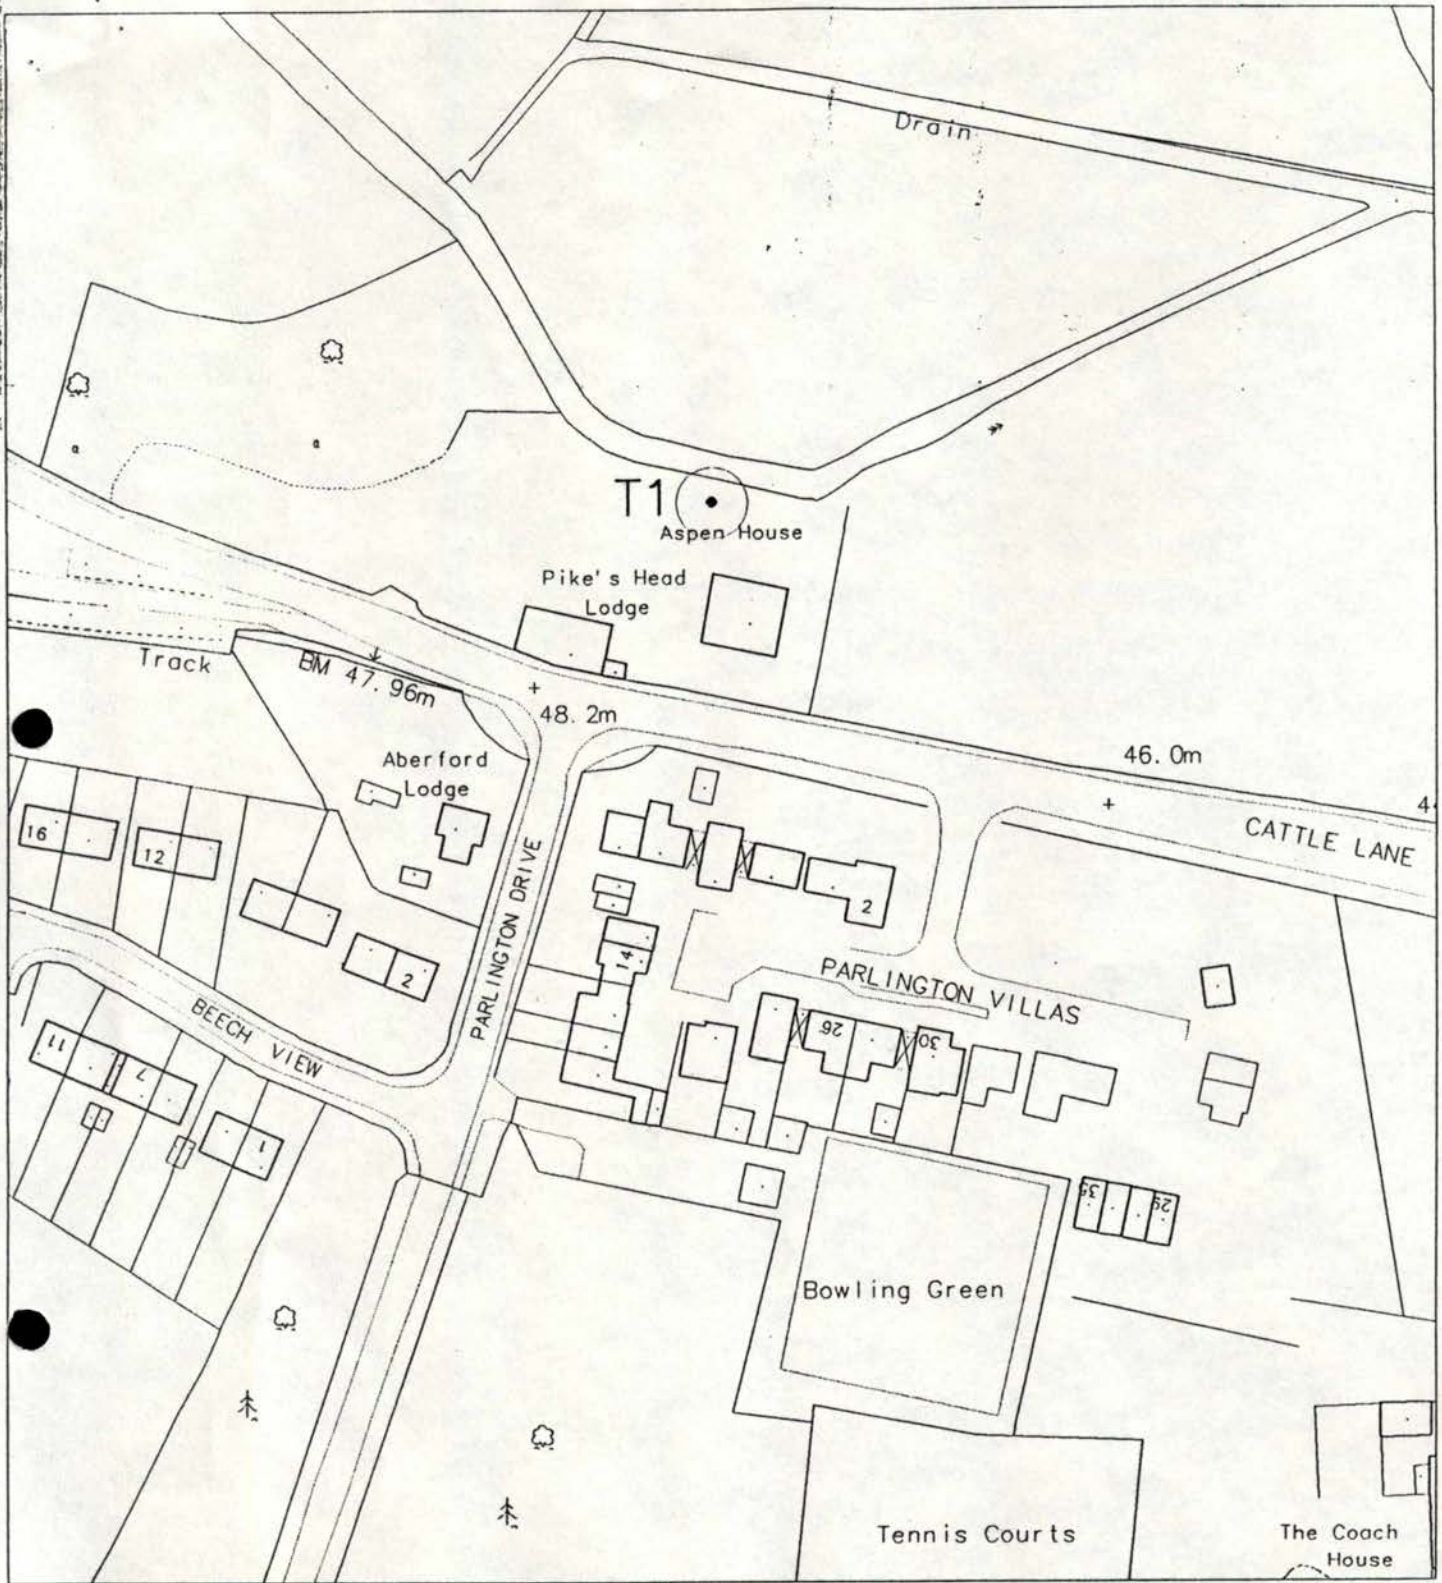 Drain
T1
Aspen House
Pike's Head
Lodge
Track
BM 47.96m
48.2m
46.0m
Aberford
Lodge
CATTLE LANE
16
12
2
PARLINGTON DRIVE
2
14
PARLINGTON VILLAS
BEECH VIEW
26
30
11
7
1
35
29
Bowling Green
Tennis Courts
The Coach
House